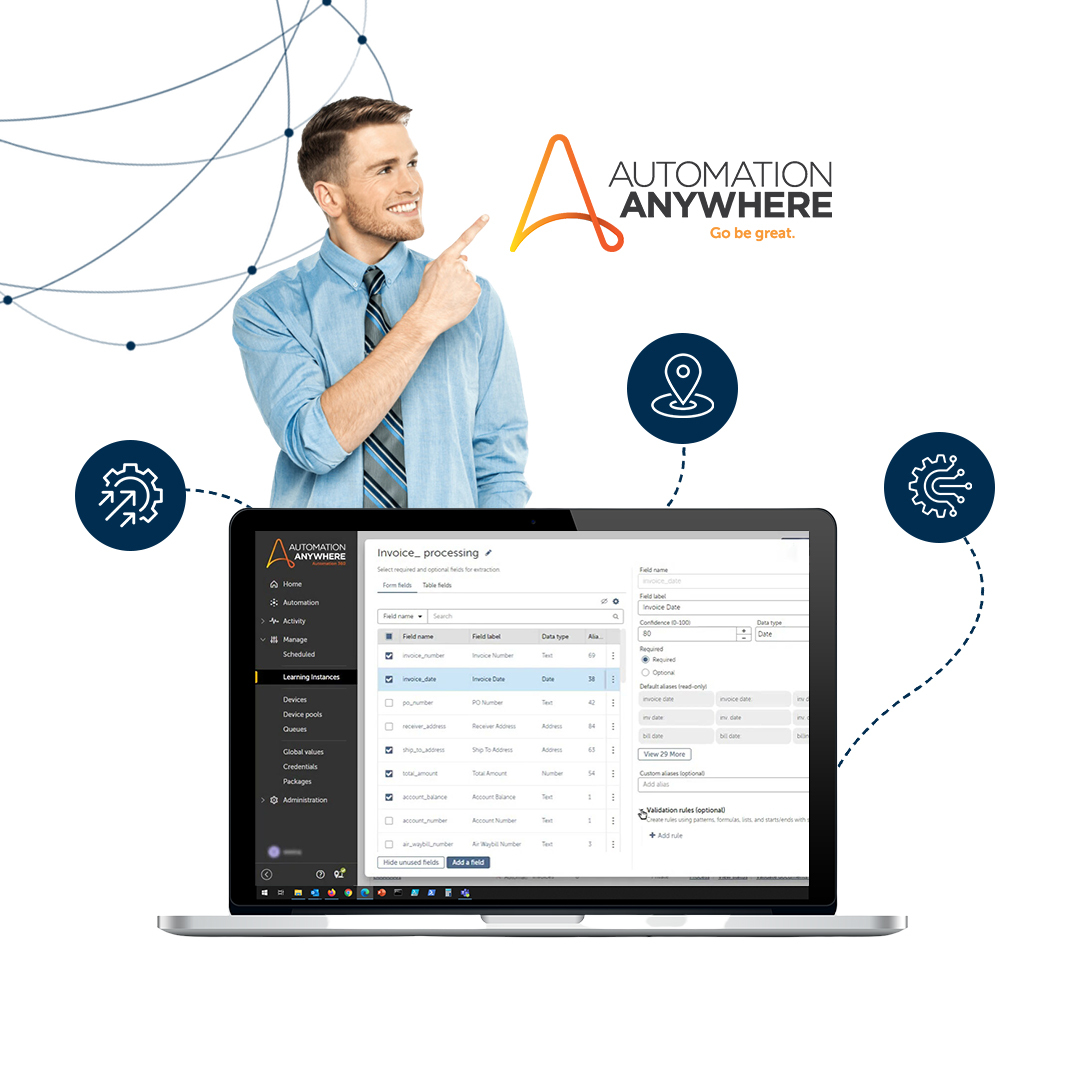 AUTOMATION
ANYWHERE
Go be great.
AUTOMATION
ANYWHERE
Automation 360
Home
Automation
Activity
Manage
Scheduled
Learning Instances
Devices
Device pools
Queues
Global values
Credentials
Packages
Administration
Invoice_ processing
Select required and optional fields for extraction.
Form fields Table fields
Field name Search
Field name Field label Data type Alia...
invoice_number Invoice Number Text 69
invoice_date Invoice Date Date 38
po_number PO Number Text 42
receiver_address Receiver Address Address 84
ship_to_address Ship To Address Address 63
total_amount Total Amount Number 54
account_balance Account Balance Text 1
account_number Account Number Text 1
air_waybill_number Air Waybill Number Text 3
Hide unused fields Add a field
Field name
invoice_date
Field label
Invoice Date
Confidence (0-100) Data type
80 Date
Required
Required
Optional
Default aliases (read-only)
invoice date invoice date inv d
inv date inv. date inv.
bill date bill date
View 29 More
Custom aliases (optional)
Add alias
Validation rules (optional)
Create rules using patterns, formulas, lists, and starts/ends with
Add rule